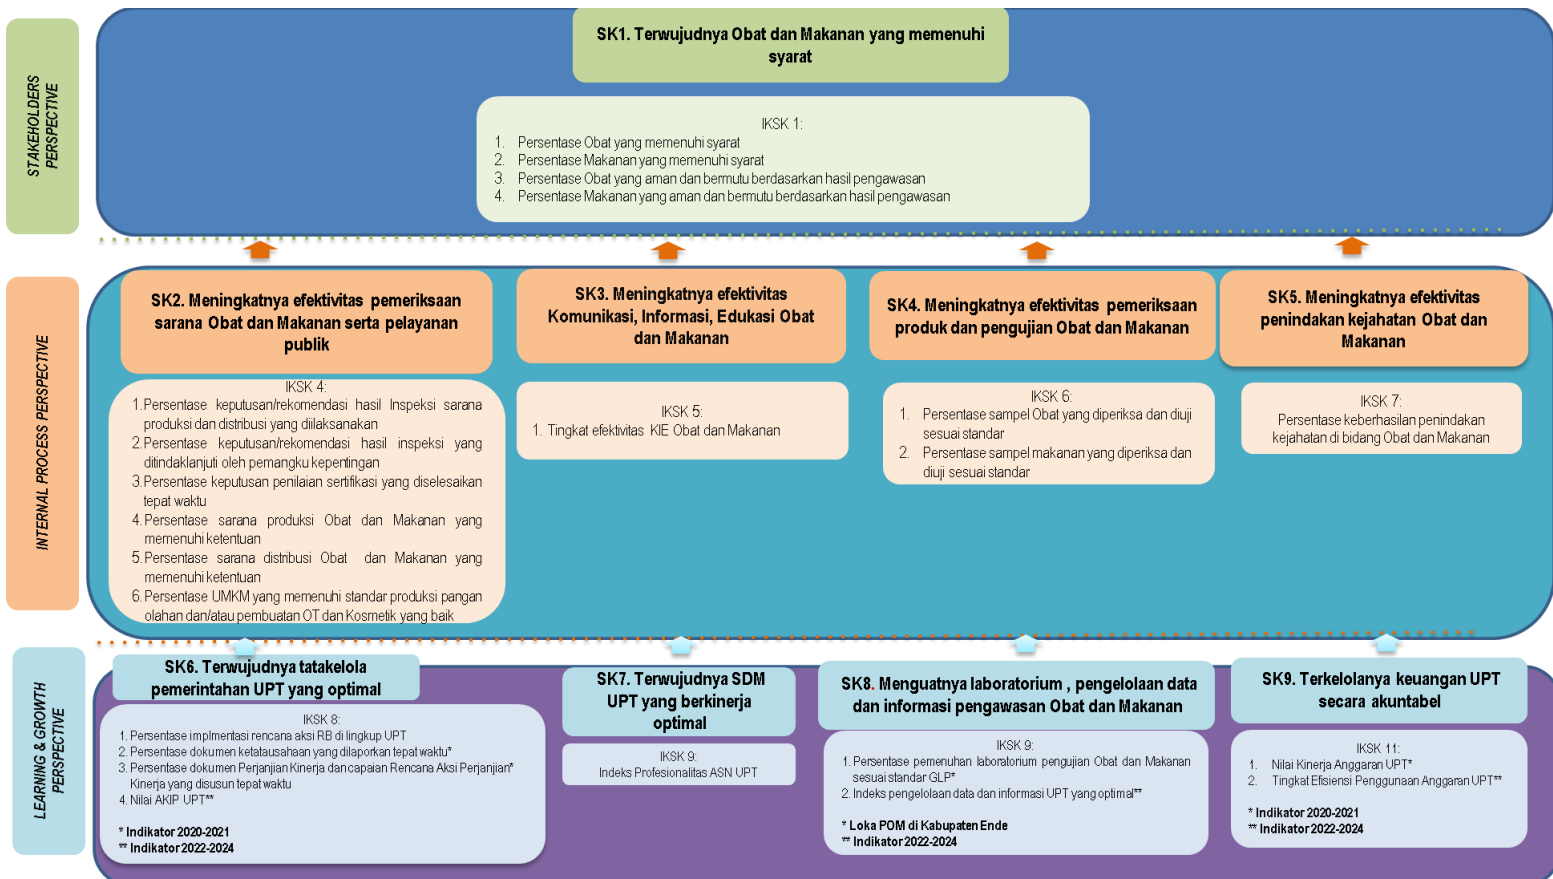 STAKEHOLDERS
PERSPECTIVE
SK1. Terwujudnya Obat dan Makanan yang memenuhi
syarat
IKSK 1:
1. Persentase Obat yang memenuhi syarat
2. Persentase Makanan yang memenuhi syarat
3. Persentase Obat yang aman dan bermutu berdasarkan hasil pengawasan
4. Persentase Makanan yang aman dan bermutu berdasarkan hasil pengawasan
INTERNAL PROCESS PERSPECTIVE
SK2. Meningkatnya efektivitas pemeriksaan
sarana Obat dan Makanan serta pelayanan
publik
IKSK 4:
1.Persentase keputusan/rekomendasi hasil Inspeksi sarana
produksi dan distribusi yang diilaksanakan
2.Persentase keputusan/rekomendasi hasil inspeksi yang
ditindaklanjuti oleh pemangku kepentingan
3.Persentase keputusan penilaian sertifikasi yang diselesaikan
tepat waktu
4.Persentase sarana produksi Obat dan Makanan yang
memenuhi ketentuan
5.Persentase sarana distribusi Obat dan Makanan yang
memenuhi ketentuan
6.Persentase UMKM yang memenuhi standar produksi pangan
olahan dan/atau pembuatan OT dan Kosmetik yang baik
SK3. Meningkatnya efektivitas
Komunikasi, Informasi, Edukasi Obat
dan Makanan
IKSK 5:
1. Tingkat efektivitas KIE Obat dan Makanan
SK4. Meningkatnya efektivitas pemeriksaan
produk dan pengujian Obat dan Makanan
IKSK 6:
1. Persentase sampel Obat yang diperiksa dan diuji
sesuai standar
2. Persentase sampel makanan yang diperiksa dan
diuji sesuai standar
SK5. Meningkatnya efektivitas
penindakan kejahatan Obat dan
Makanan
IKSK 7:
Persentase keberhasilan penindakan
kejahatan di bidang Obat dan Makanan
LEARNING & GROWTH
PERSPECTIVE
SK6. Terwujudnya tatakelola
pemerintahan UPT yang optimal
IKSK 8:
1. Persentase implmentasi rencana aksi RB di lingkup UPT
2. Persentase dokumen ketatausahaan yang dilaporkan tepat waktu*
3. Persentase dokumen Perjanjian Kinerja dan capaian Rencana Aksi Perjanjian*
Kinerja yang disusun tepat waktu
4. Nilai AKIP UPT**
* Indikator 2020-2021
** Indikator 2022-2024
SK7. Terwujudnya SDM
UPT yang berkinerja
optimal
IKSK 9:
Indeks Profesionalitas ASN UPT
SK8. Menguatnya laboratorium , pengelolaan data
dan informasi pengawasan Obat dan Makanan
IKSK 9:
1. Persentase pemenuhan laboratorium pengujian Obat dan Makanan
sesuai standar GLP*
2. Indeks pengelolaan data dan informasi UPT yang optimal**
* Loka POM di Kabupaten Ende
** Indikator 2022-2024
SK9. Terkelolanya keuangan UPT
secara akuntabel
IKSK 11:
1. Nilai Kinerja Anggaran UPT*
2. Tingkat Efisiensi Penggunaan Anggaran UPT**
* Indikator 2020-2021
** Indikator 2022-2024